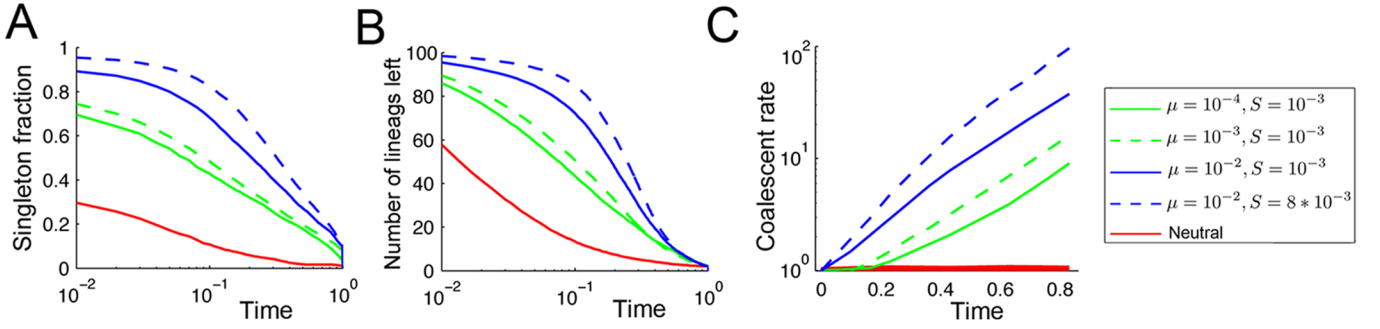 A
Singleton fraction
1
0.8
0.6
0.4
0.2
0
10^-2
10^-1
10^0
Time
B
Number of lineags left
100
80
60
40
20
0
10^-2
10^-1
10^0
Time
C
Coalescent rate
10^2
10^1
10^0
0
0.2
0.4
0.6
0.8
Time
μ = 10^-4, S = 10^-3
μ = 10^-3, S = 10^-3
μ = 10^-2, S = 10^-3
μ = 10^-2, S = 8 * 10^-3
Neutral